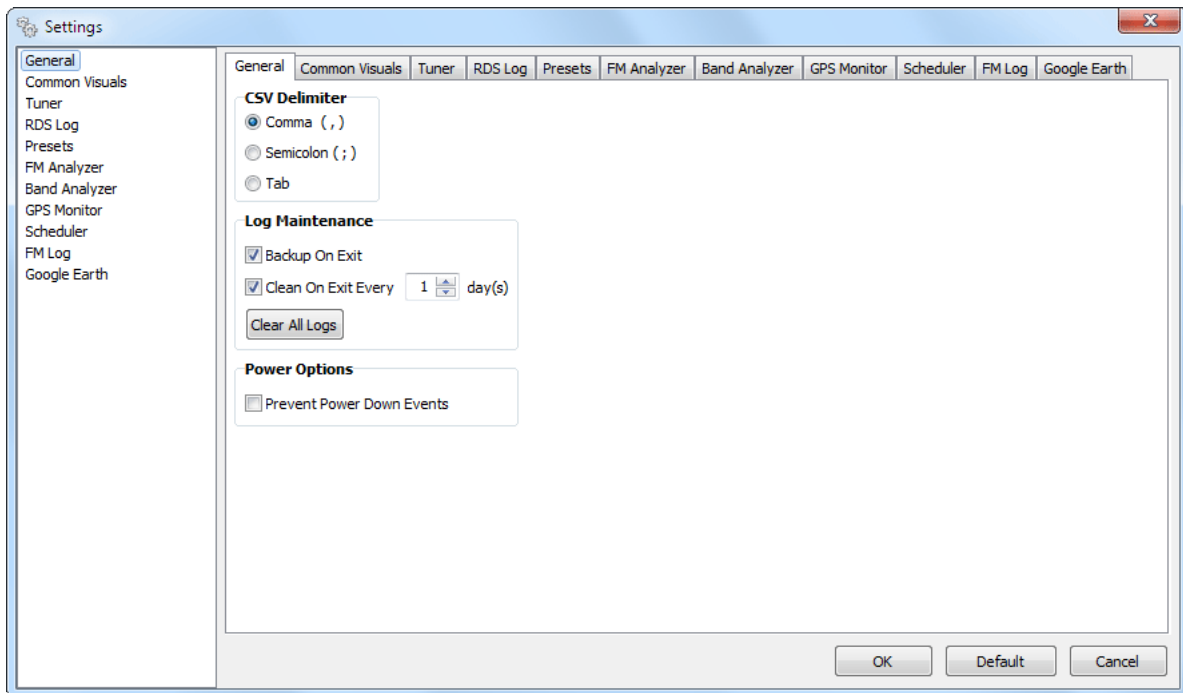 Settings
X
General
Common Visuals
Tuner
RDS Log
Presets
FM Analyzer
Band Analyzer
GPS Monitor
Scheduler
FM Log
Google Earth
General Common Visuals Tuner RDS Log Presets FM Analyzer Band Analyzer GPS Monitor Scheduler FM Log Google Earth
CSV Delimiter
Comma (,)
Semicolon (;)
Tab
Log Maintenance
Backup On Exit
Clean On Exit Every 1 day(s)
Clear All Logs
Power Options
Prevent Power Down Events
OK Default Cancel